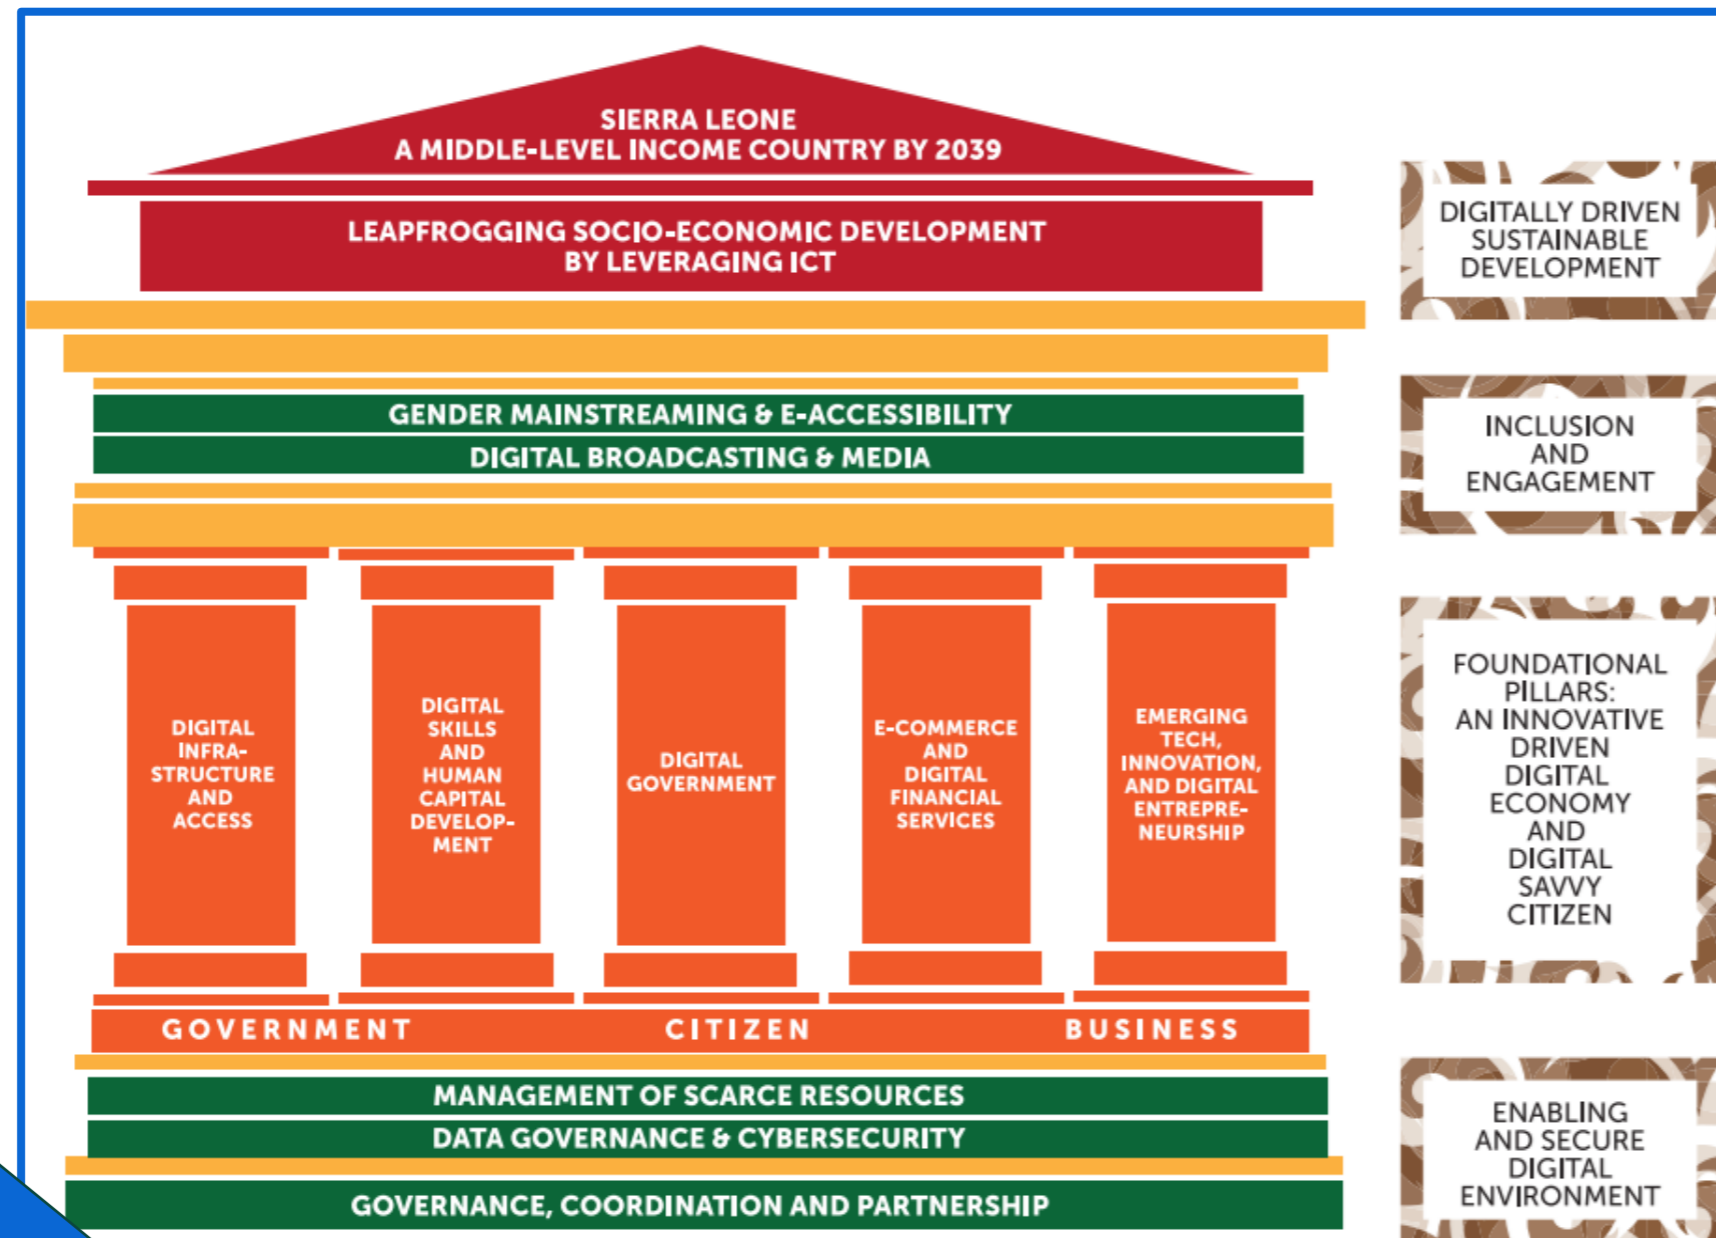 SIERRA LEONE
A MIDDLE-LEVEL INCOME COUNTRY BY 2039
LEAPFROGGING SOCIO-ECONOMIC DEVELOPMENT
BY LEVERAGING ICT
DIGITALLY DRIVEN
SUSTAINABLE
DEVELOPMENT
GENDER MAINSTREAMING & E-ACCESSIBILITY
DIGITAL BROADCASTING & MEDIA
INCLUSION
AND
ENGAGEMENT
DIGITAL
INFRA-
STRUCTURE
AND
ACCESS
DIGITAL
SKILLS
AND
HUMAN
CAPITAL
DEVELOP-
MENT
DIGITAL
GOVERNMENT
E-COMMERCE
AND
DIGITAL
FINANCIAL
SERVICES
EMERGING
TECH,
INNOVATION,
AND DIGITAL
ENTREPRE-
NEURSHIP
FOUNDATIONAL
PILLARS:
AN INNOVATIVE
DRIVEN
DIGITAL
ECONOMY
AND
DIGITAL
SAVVY
CITIZEN
GOVERNMENT CITIZEN BUSINESS
MANAGEMENT OF SCARCE RESOURCES
DATA GOVERNANCE & CYBERSECURITY
GOVERNANCE, COORDINATION AND PARTNERSHIP
ENABLING
AND SECURE
DIGITAL
ENVIRONMENT